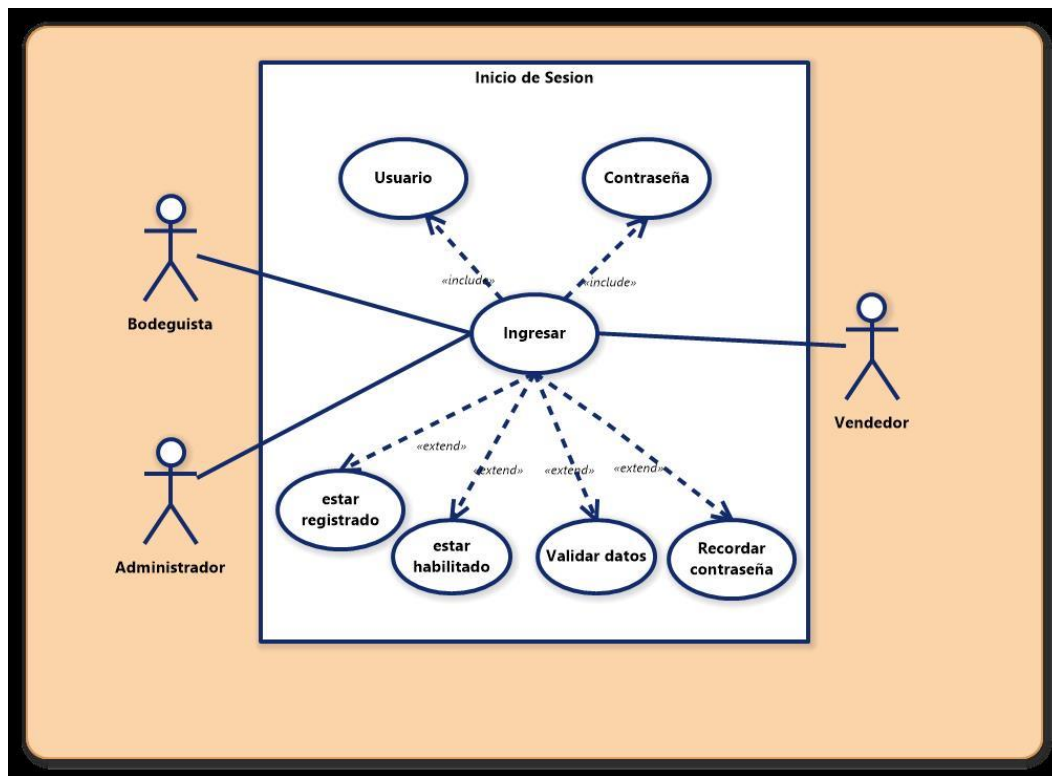 Inicio de Sesion
Usuario
Contraseña
«include»
«include»
Bodeguista
Ingresar
Vendedor
«extend»
«extend»
«extend»
«extend»
estar
registrado
estar
habilitado
Validar datos
Recordar
contraseña
Administrador